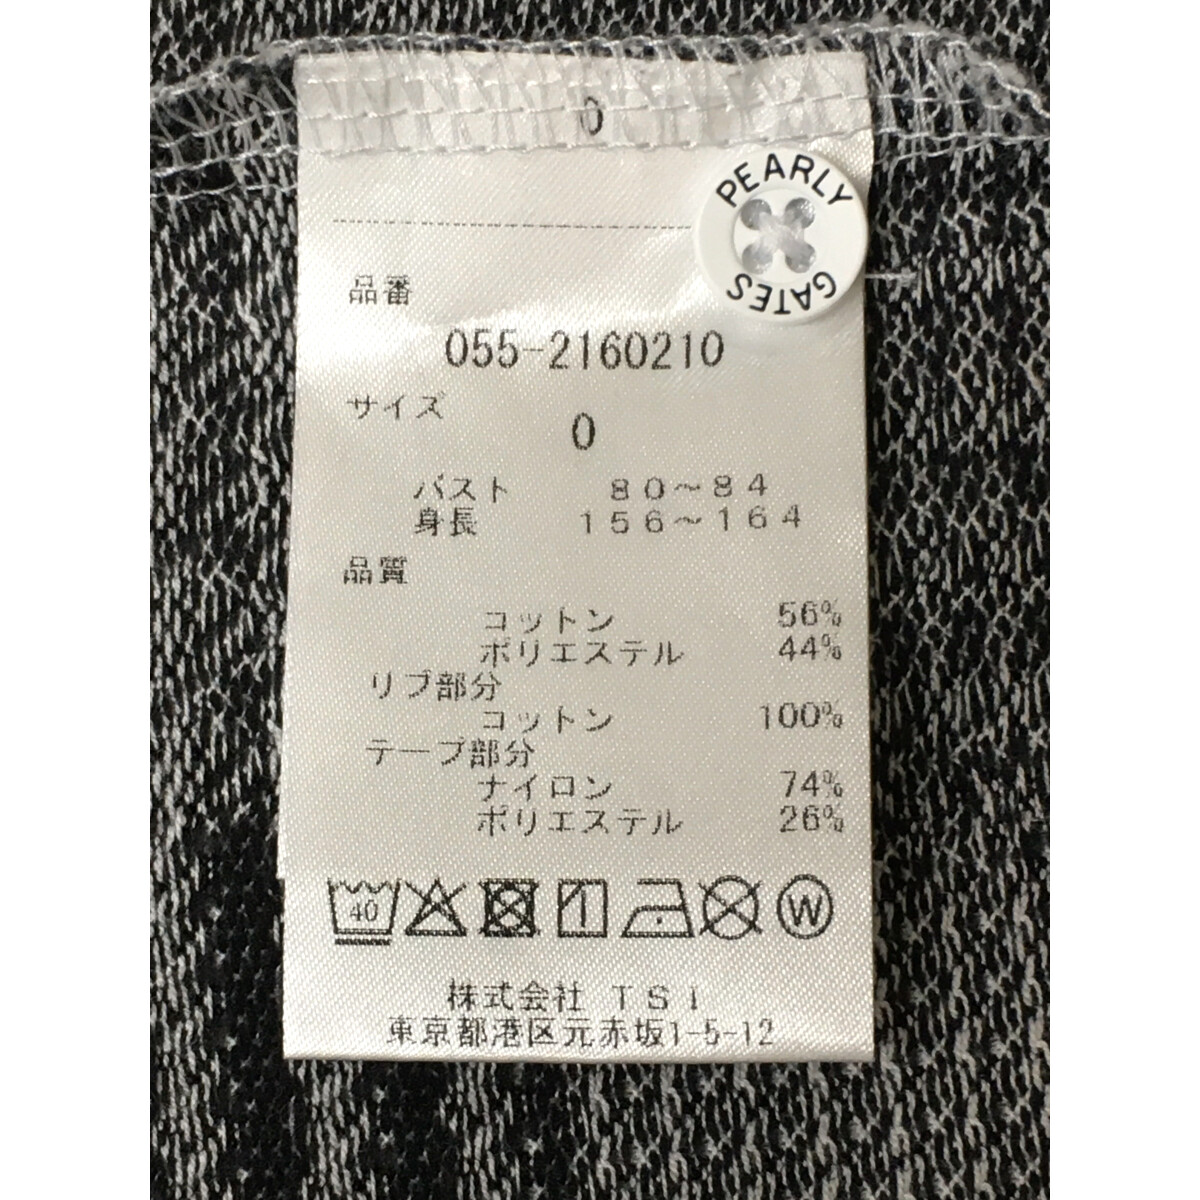 0
PEARLY
GATES
品番
055-2160210
サイズ
0
バスト 80～84
身長 156～164
品質
コットン 56%
ポリエステル 44%
リブ部分
コットン 100%
テープ部分
ナイロン 74%
ポリエステル 26%
40 W
株式会社 TSI
東京都港区元赤坂1-5-12